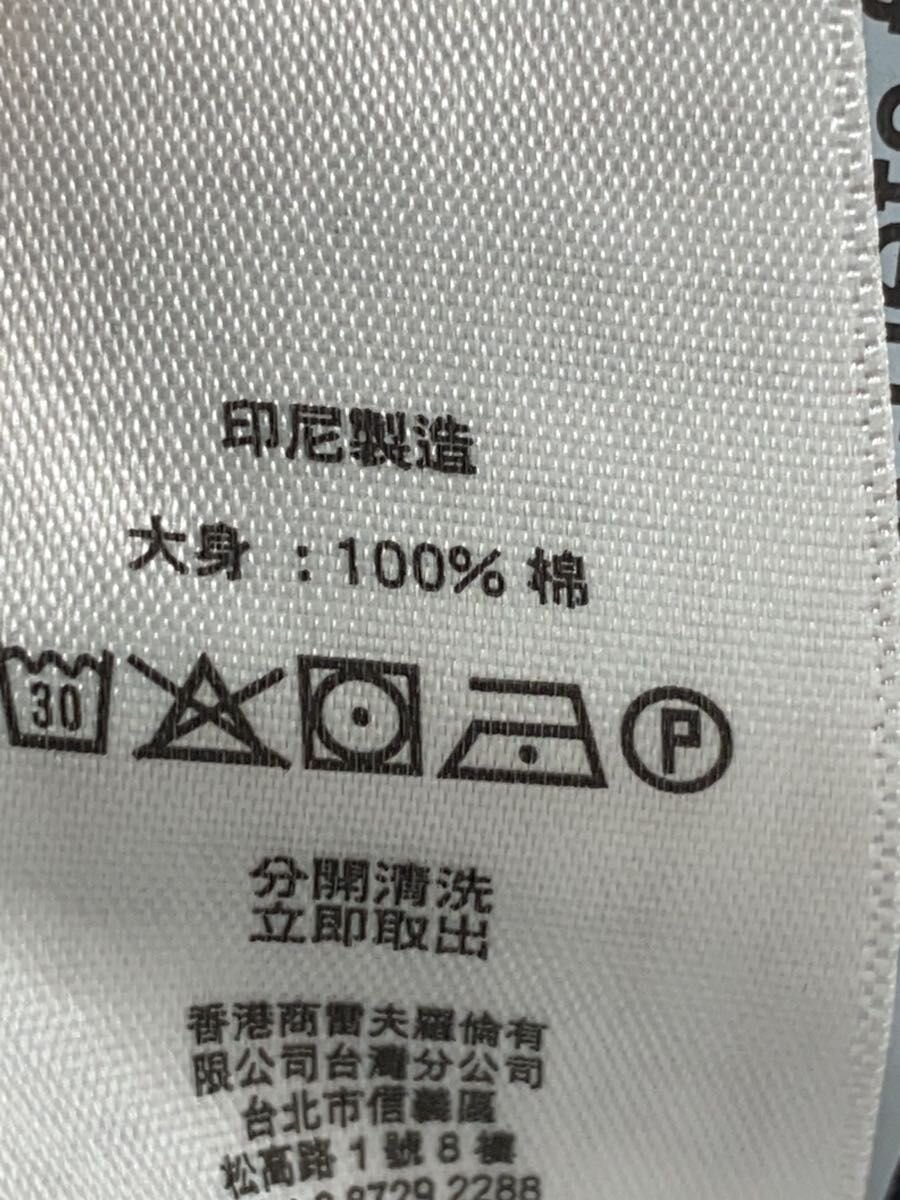 印尼製造
大身 : 100% 棉
30
P
分開清洗
立即取出
香港商雷夫羅倫有
限公司台灣分公司
台北市信義區
松高路 1 號 8 樓
8729 2288